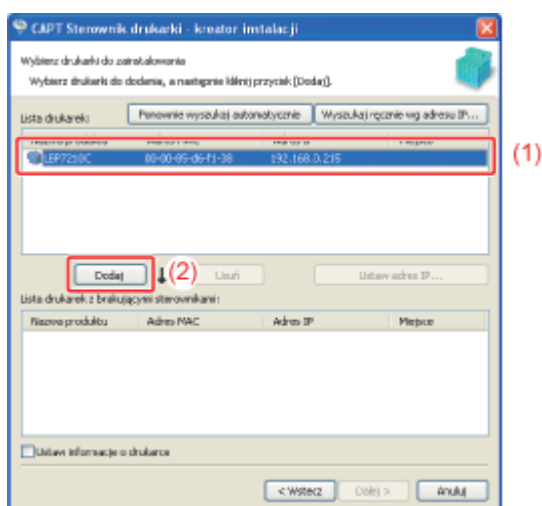 CAPT Sterownik drukarki - kreator instalacji
Wybierz drukarki do zainstalowania
Wybierz drukarki do dodania, a następnie kliknij przycisk [Dodaj].
Lista drukarek:
Ponownie wyszukaj automatycznie
Wyszukaj ręcznie wg adresu IP...
LBP7210C 00-00-85-d6-f1-38 192.168.0.215
(1)
Dodaj
(2)
Usuń
Ustaw adres IP...
Lista drukarek z brakującymi sterownikami:
Nazwa produktu Adres MAC Adres IP Miejsce
Ustaw informacje o drukarce
< Wstecz
Dalej >
Anuluj